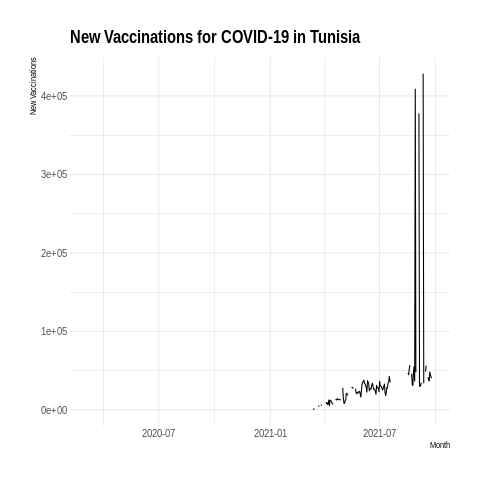 New Vaccinations for COVID-19 in Tunisia
New Vaccinations
4e+05
3e+05
2e+05
1e+05
0e+00
2020-07
2021-01
2021-07
Month